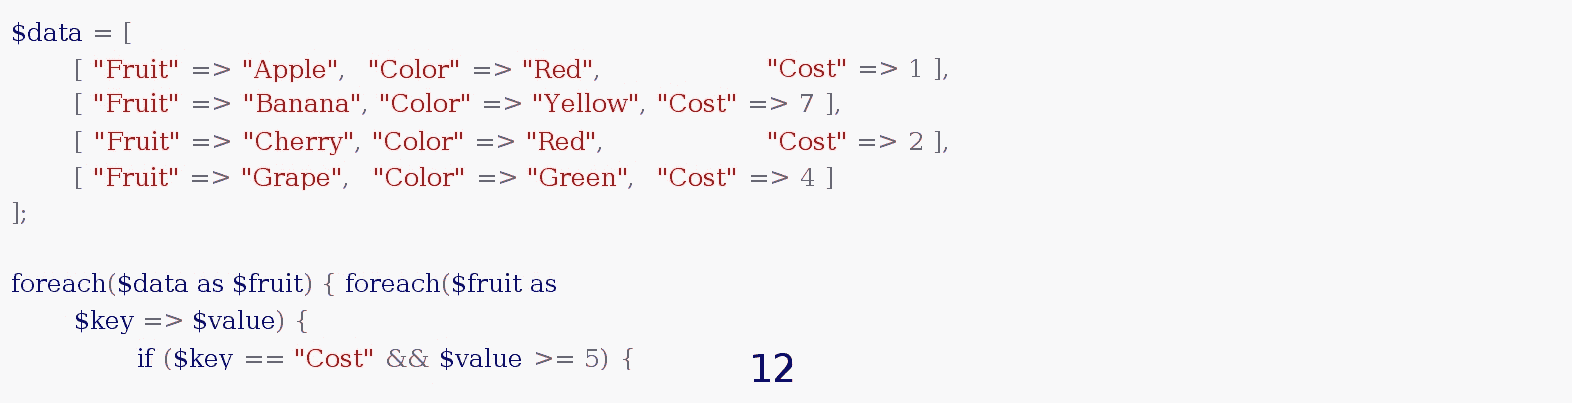 $data = [
[ "Fruit" => "Apple", "Color" => "Red", "Cost" => 1 ],
[ "Fruit" => "Banana", "Color" => "Yellow", "Cost" => 7 ],
[ "Fruit" => "Cherry", "Color" => "Red", "Cost" => 2 ],
[ "Fruit" => "Grape", "Color" => "Green", "Cost" => 4 ]
];
foreach($data as $fruit) { foreach($fruit as
$key => $value) {
if ($key == "Cost" && $value >= 5) {
12